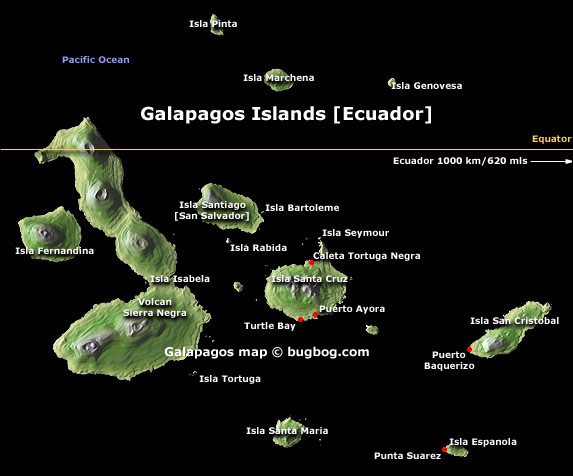 Isla Pinta
Pacific Ocean
Isla Marchena
Isla Genovesa
Galapagos Islands [Ecuador]
Equator
Ecuador 1000 km/620 mls
Isla Santiago
[San Salvador]
Isla Bartoleme
Isla Seymour
Isla Fernandina
Isla Rabida
Caleta Tortuga Negra
Isla Isabela
Isla Santa Cruz
Volcan
Sierra Negra
Puerto Ayora
Turtle Bay
Isla San Cristobal
Galapagos map © bugbog.com
Puerto
Baquerizo
Isla Tortuga
Isla Santa Maria
Isla Espanola
Punta Suarez